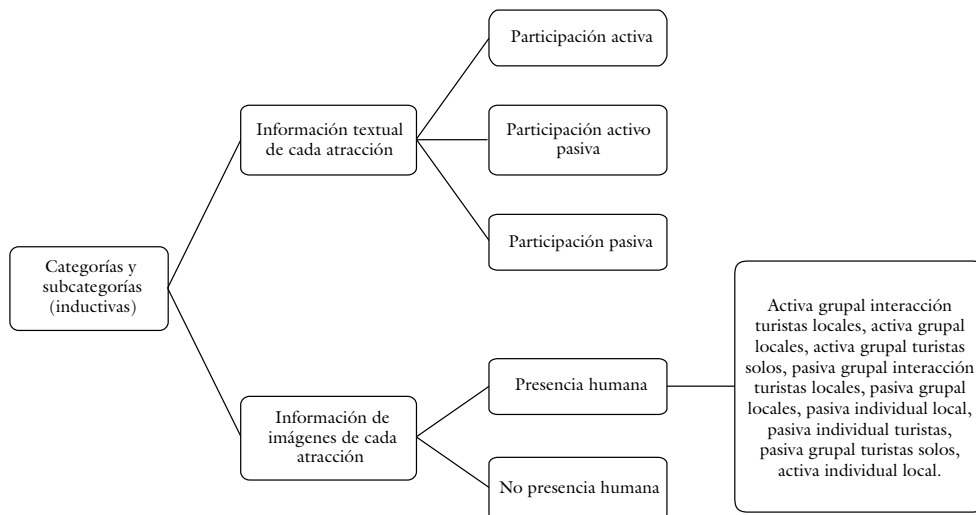 Participación activa
Información textual
de cada atracción
Participación activo-
pasiva
Participación pasiva
Categorías y
subcategorías
(inductivas)
Activa grupal interacción
turistas locales, activa grupal
locales, activa grupal turistas
solos, pasiva grupal interacción
turistas locales, pasiva grupal
locales, pasiva individual local,
pasiva individual turistas,
pasiva grupal turistas solos,
activa individual local.
Presencia humana
Información de
imágenes de cada
atracción
No presencia humana